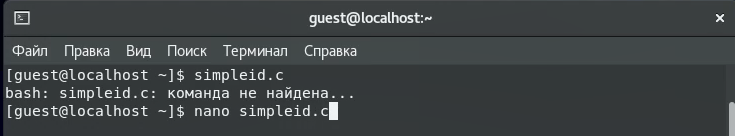 guest@localhost:~
Файл Правка Вид Поиск Терминал Справка
[guest@localhost ~]$ simpleid.c
bash: simpleid.c: команда не найдена...
[guest@localhost ~]$ nano simpleid.c